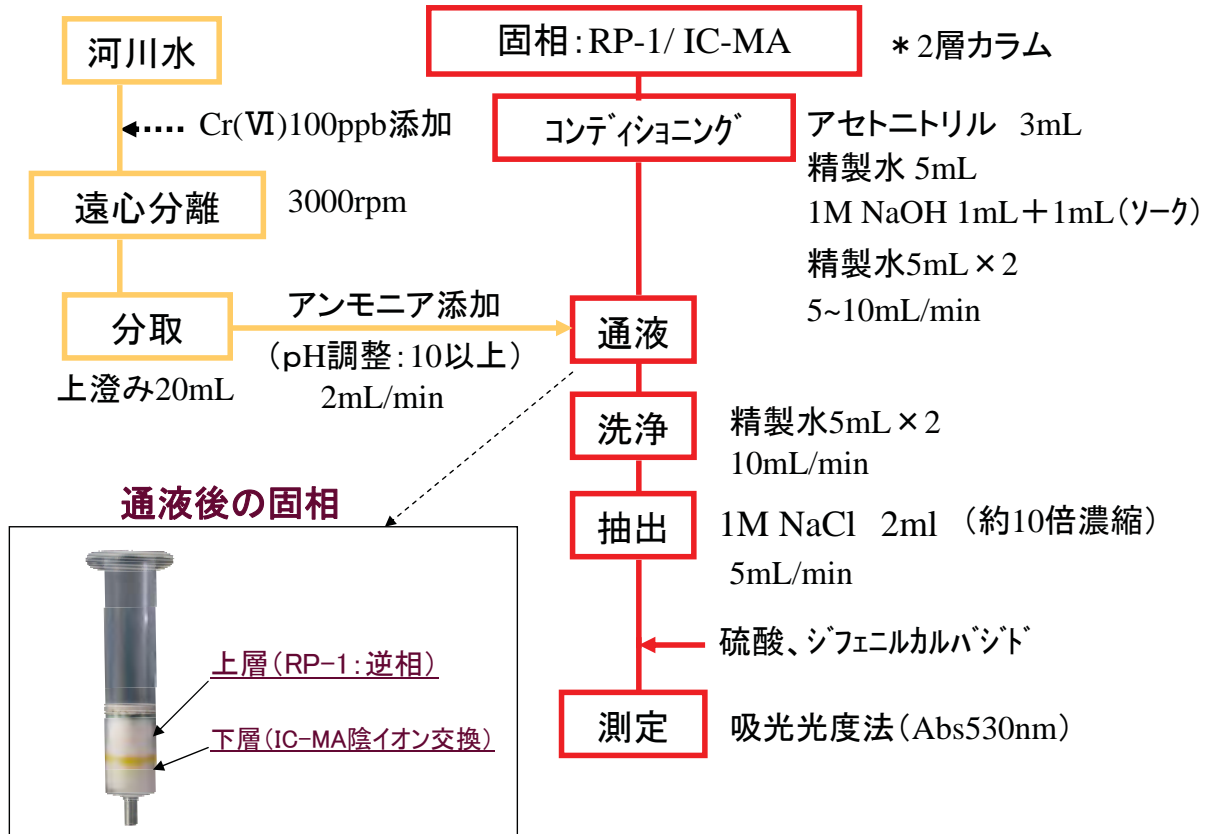 河川水
Cr(Ⅵ)100ppb添加
遠心分離
3000rpm
分取
上澄み20mL
アンモニア添加
(pH調整:10以上)
2mL/min
固相:RP-1/ IC-MA
*2層カラム
コンディショニング
アセトニトリル 3mL
精製水 5mL
1M NaOH 1mL+1mL(ソーク)
精製水5mL×2
5~10mL/min
通液
洗浄
精製水5mL×2
10mL/min
抽出
1M NaCl 2ml (約10倍濃縮)
5mL/min
硫酸、ジフェニルカルバジド
測定
吸光光度法(Abs530nm)
通液後の固相
上層(RP-1:逆相)
下層(IC-MA陰イオン交換)